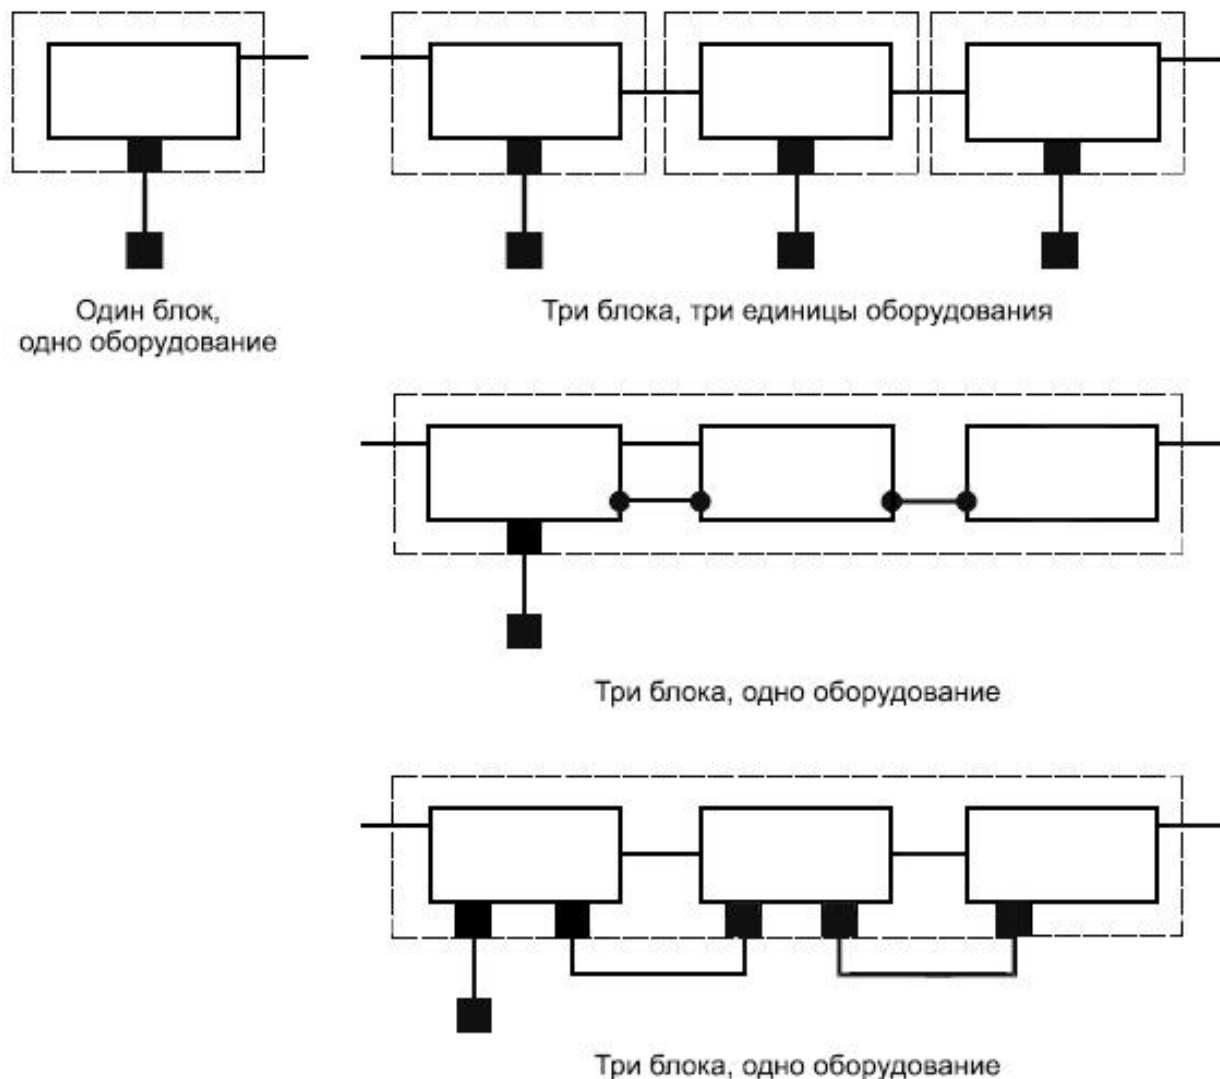 Один блок,
одно оборудование
Три блока, три единицы оборудования
Три блока, одно оборудование
Три блока, одно оборудование